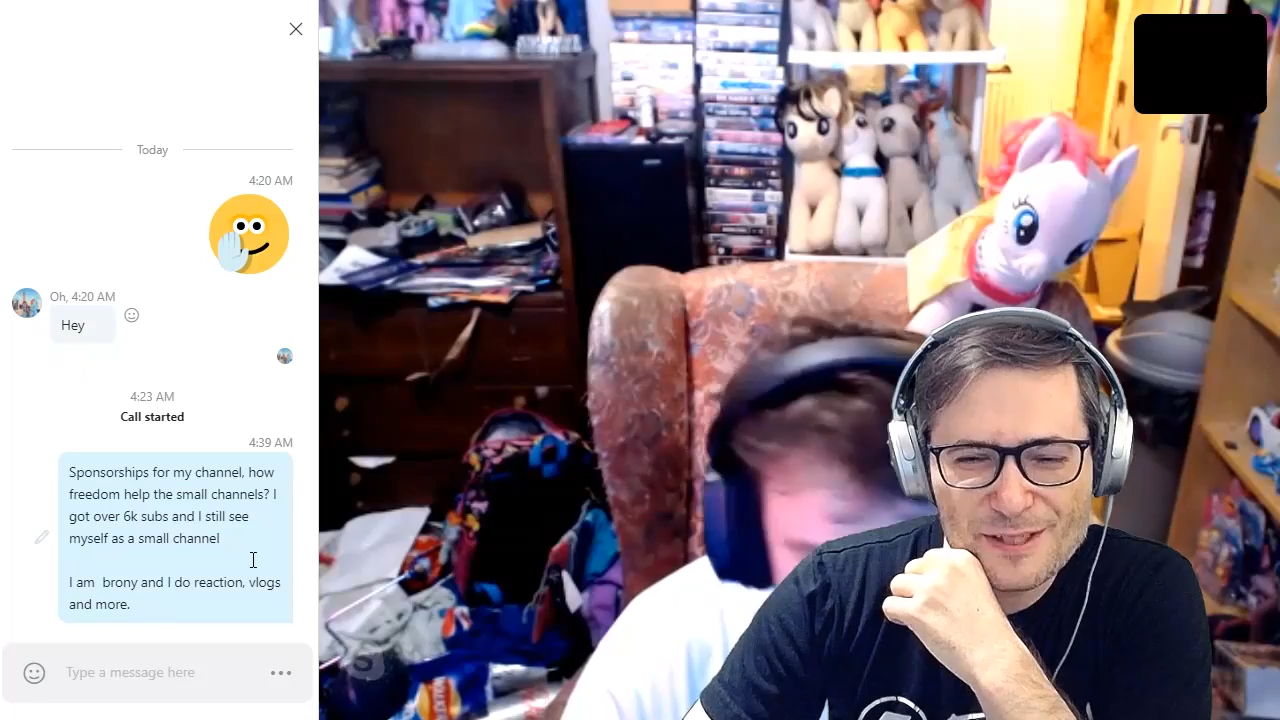 Today
4:20 AM
Oh, 4:20 AM
Hey
4:23 AM
Call started
4:39 AM
Sponsorships for my channel, how
freedom help the small channels? I
got over 6k subs and I still see
myself as a small channel
I am  brony and I do reaction, vlogs
and more.
Type a message here